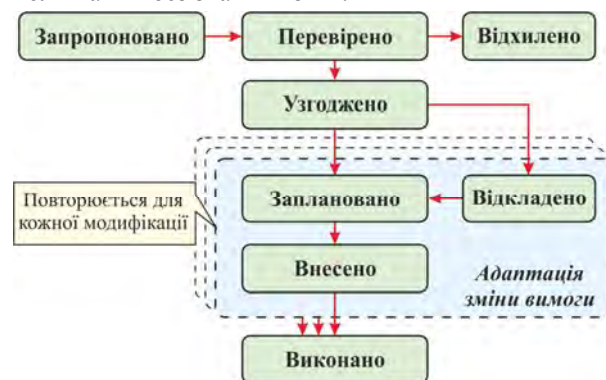 Запропоновано
Перевірено
Відхилено
Узгоджено
Повторюється для
кожної модифікації
Заплановано
Відкладено
Внесено
Адаптація
зміни вимоги
Виконано